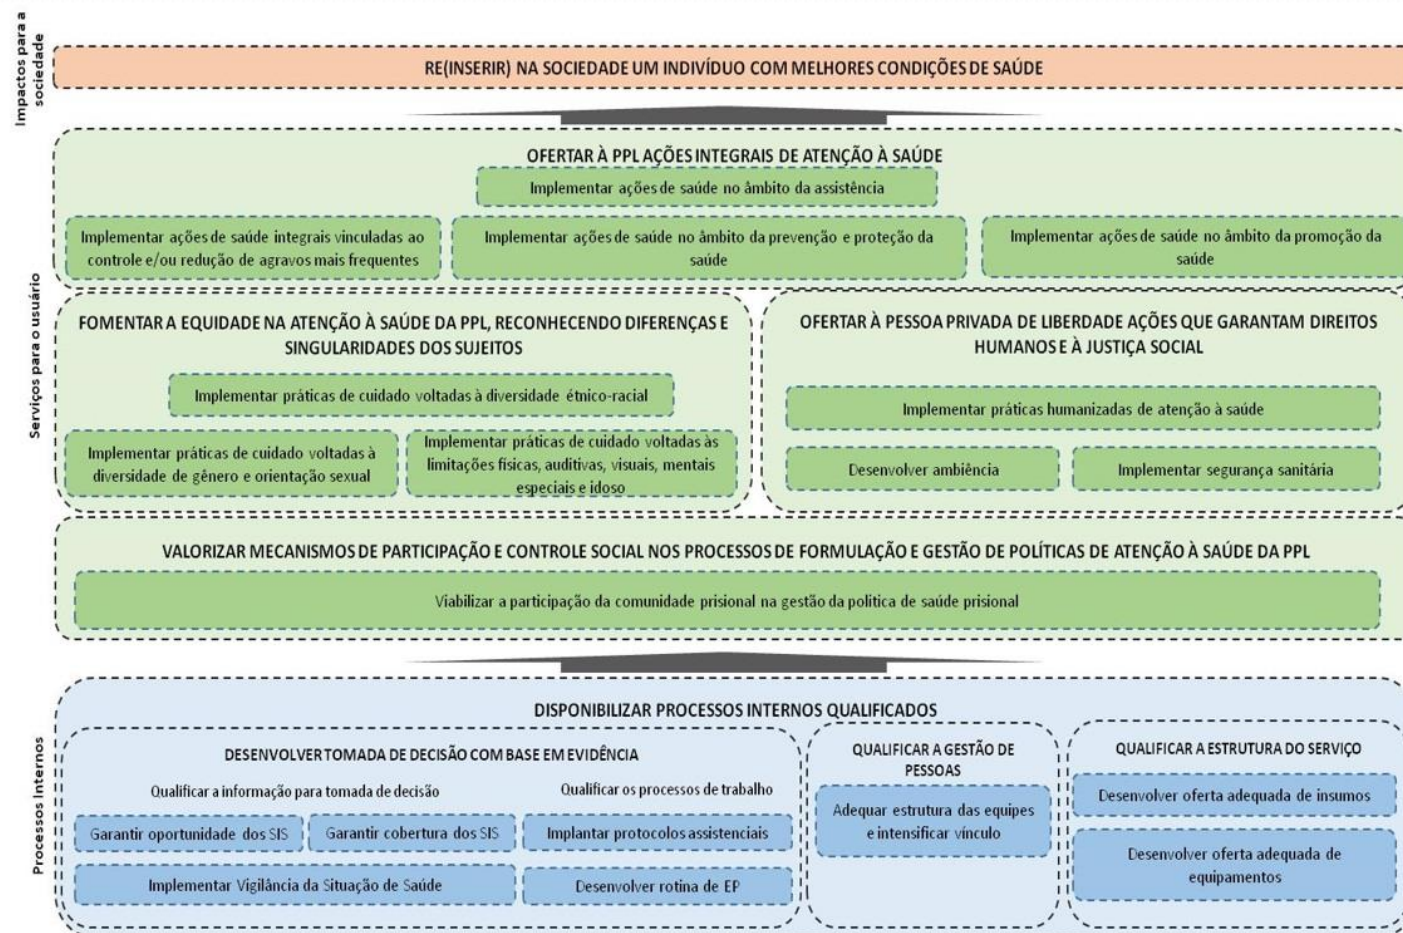 Impactos para a
sociedade
RE(INSERIR) NA SOCIEDADE UM INDIVÍDUO COM MELHORES CONDIÇÕES DE SAÚDE
Serviços para o usuário
OFERTAR À PPL AÇÕES INTEGRAIS DE ATENÇÃO À SAÚDE
Implementar ações de saúde no âmbito da assistência
Implementar ações de saúde integrais vinculadas ao
controle e/ou redução de agravos mais frequentes
Implementar ações de saúde no âmbito da prevenção e proteção da
saúde
Implementar ações de saúde no âmbito da promoção da
saúde
FOMENTAR A EQUIDADE NA ATENÇÃO À SAÚDE DA PPL, RECONHECENDO DIFERENÇAS E
SINGULARIDADES DOS SUJEITOS
Implementar práticas de cuidado voltadas à diversidade étnico-racial
Implementar práticas de cuidado voltadas à
diversidade de gênero e orientação sexual
Implementar práticas de cuidado voltadas às
limitações físicas, auditivas, visuais, mentais
especiais e idoso
OFERTAR À PESSOA PRIVADA DE LIBERDADE AÇÕES QUE GARANTAM DIREITOS
HUMANOS E À JUSTIÇA SOCIAL
Implementar práticas humanizadas de atenção à saúde
Desenvolver ambiência
Implementar segurança sanitária
VALORIZAR MECANISMOS DE PARTICIPAÇÃO E CONTROLE SOCIAL NOS PROCESSOS DE FORMULAÇÃO E GESTÃO DE POLÍTICAS DE ATENÇÃO À SAÚDE DA PPL
Viabilizar a participação da comunidade prisional na gestão da política de saúde prisional
Processos Internos
DISPONIBILIZAR PROCESSOS INTERNOS QUALIFICADOS
DESENVOLVER TOMADA DE DECISÃO COM BASE EM EVIDÊNCIA
Qualificar a informação para tomada de decisão
Garantir oportunidade dos SIS
Garantir cobertura dos SIS
Implementar Vigilância da Situação de Saúde
Qualificar os processos de trabalho
Implantar protocolos assistenciais
Desenvolver rotina de EP
QUALIFICAR A GESTÃO DE
PESSOAS
Adequar estrutura das equipes
e intensificar vínculo
QUALIFICAR A ESTRUTURA DO SERVIÇO
Desenvolver oferta adequada de insumos
Desenvolver oferta adequada de
equipamentos